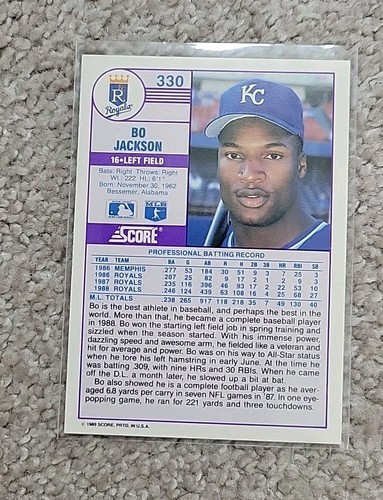 330
R
Royals
KC
BO
JACKSON
16•LEFT FIELD
Bats: Right Throws: Right
Wt.: 222 Ht.: 6'1"
Born: November 30, 1962
Bessemer, Alabama
MLB
SCORE®
PROFESSIONAL BATTING RECORD
YEAR TEAM BA G AB R H 2B 3B HR RBI SB
1986 MEMPHIS .277 53 184 30 51 9 3 7 25 3
1986 ROYALS .207 25 82 9 17 2 1 2 9 3
1987 ROYALS .235 116 396 46 93 17 2 22 53 10
1988 ROYALS .246 124 439 63 108 16 4 25 68 27
M.L. TOTALS .238 265 917 118 218 35 7 49 130 40
Bo is the best athlete in baseball, and perhaps the best in the
world. More than that, he became a complete baseball player
in 1988. Bo won the starting left field job in spring training and
sizzled when the season started. With his immense power,
dazzling speed and awesome arm, he fielded like a veteran and
hit for average and power. Bo was on his way to All-Star status
when he tore his left hamstring in early June. At the time he
was batting .309, with nine HRs and 30 RBIs. When he came
off the D.L. a month later, he slowed up a bit at bat.
Bo also showed he is a complete football player as he aver-
aged 6.8 yards per carry in seven NFL games in '87. In one eye-
popping game, he ran for 221 yards and three touchdowns.
© 1989 SCORE, PRTD. IN U.S.A.